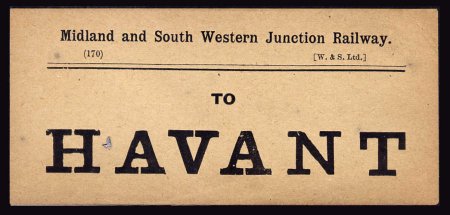 Midland and South Western Junction Railway.
(170) [W. & S. Ltd.]
TO
HAVANT